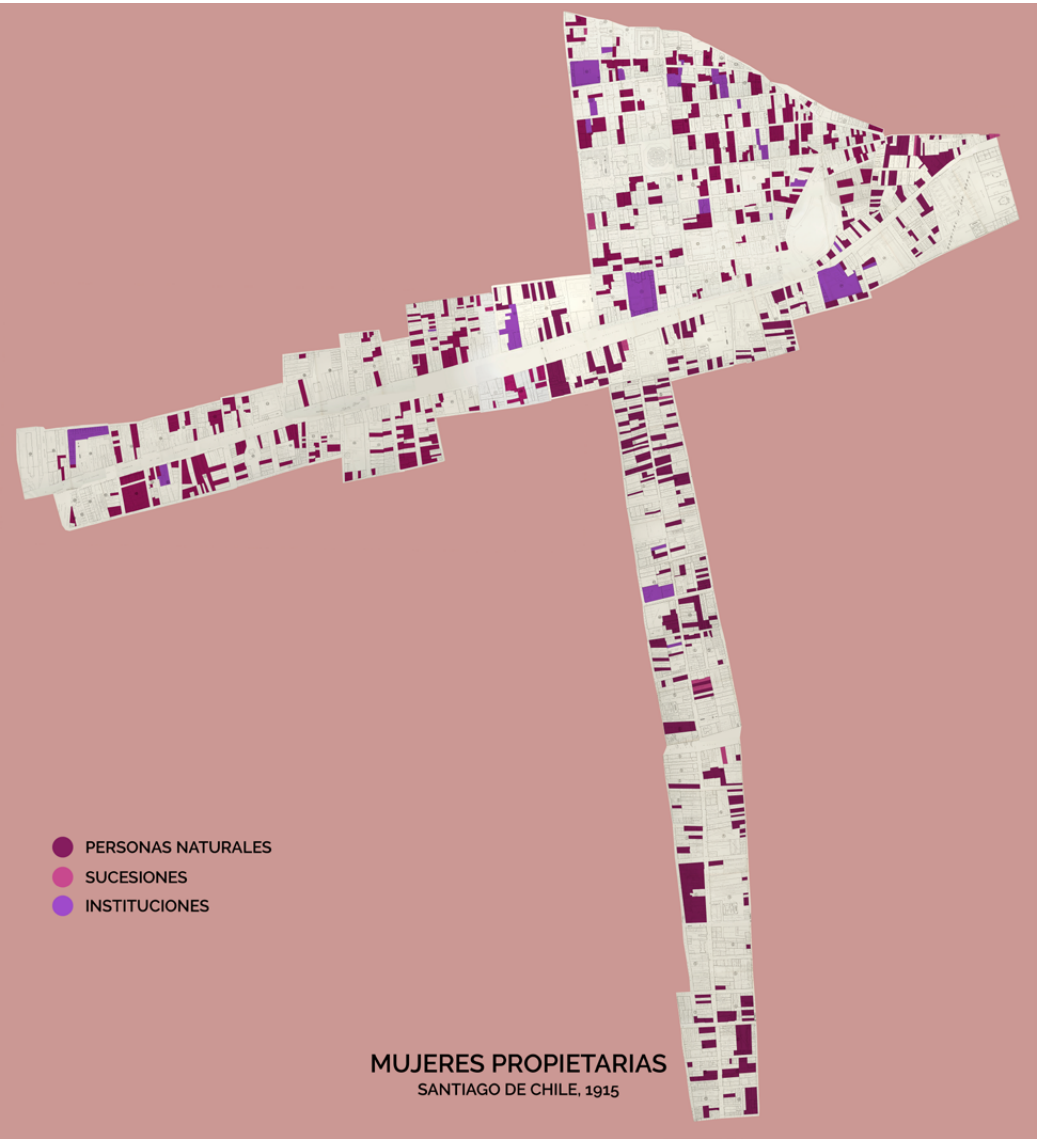 PERSONAS NATURALES
SUCESIONES
INSTITUCIONES
MUJERES PROPIETARIAS
SANTIAGO DE CHILE, 1915